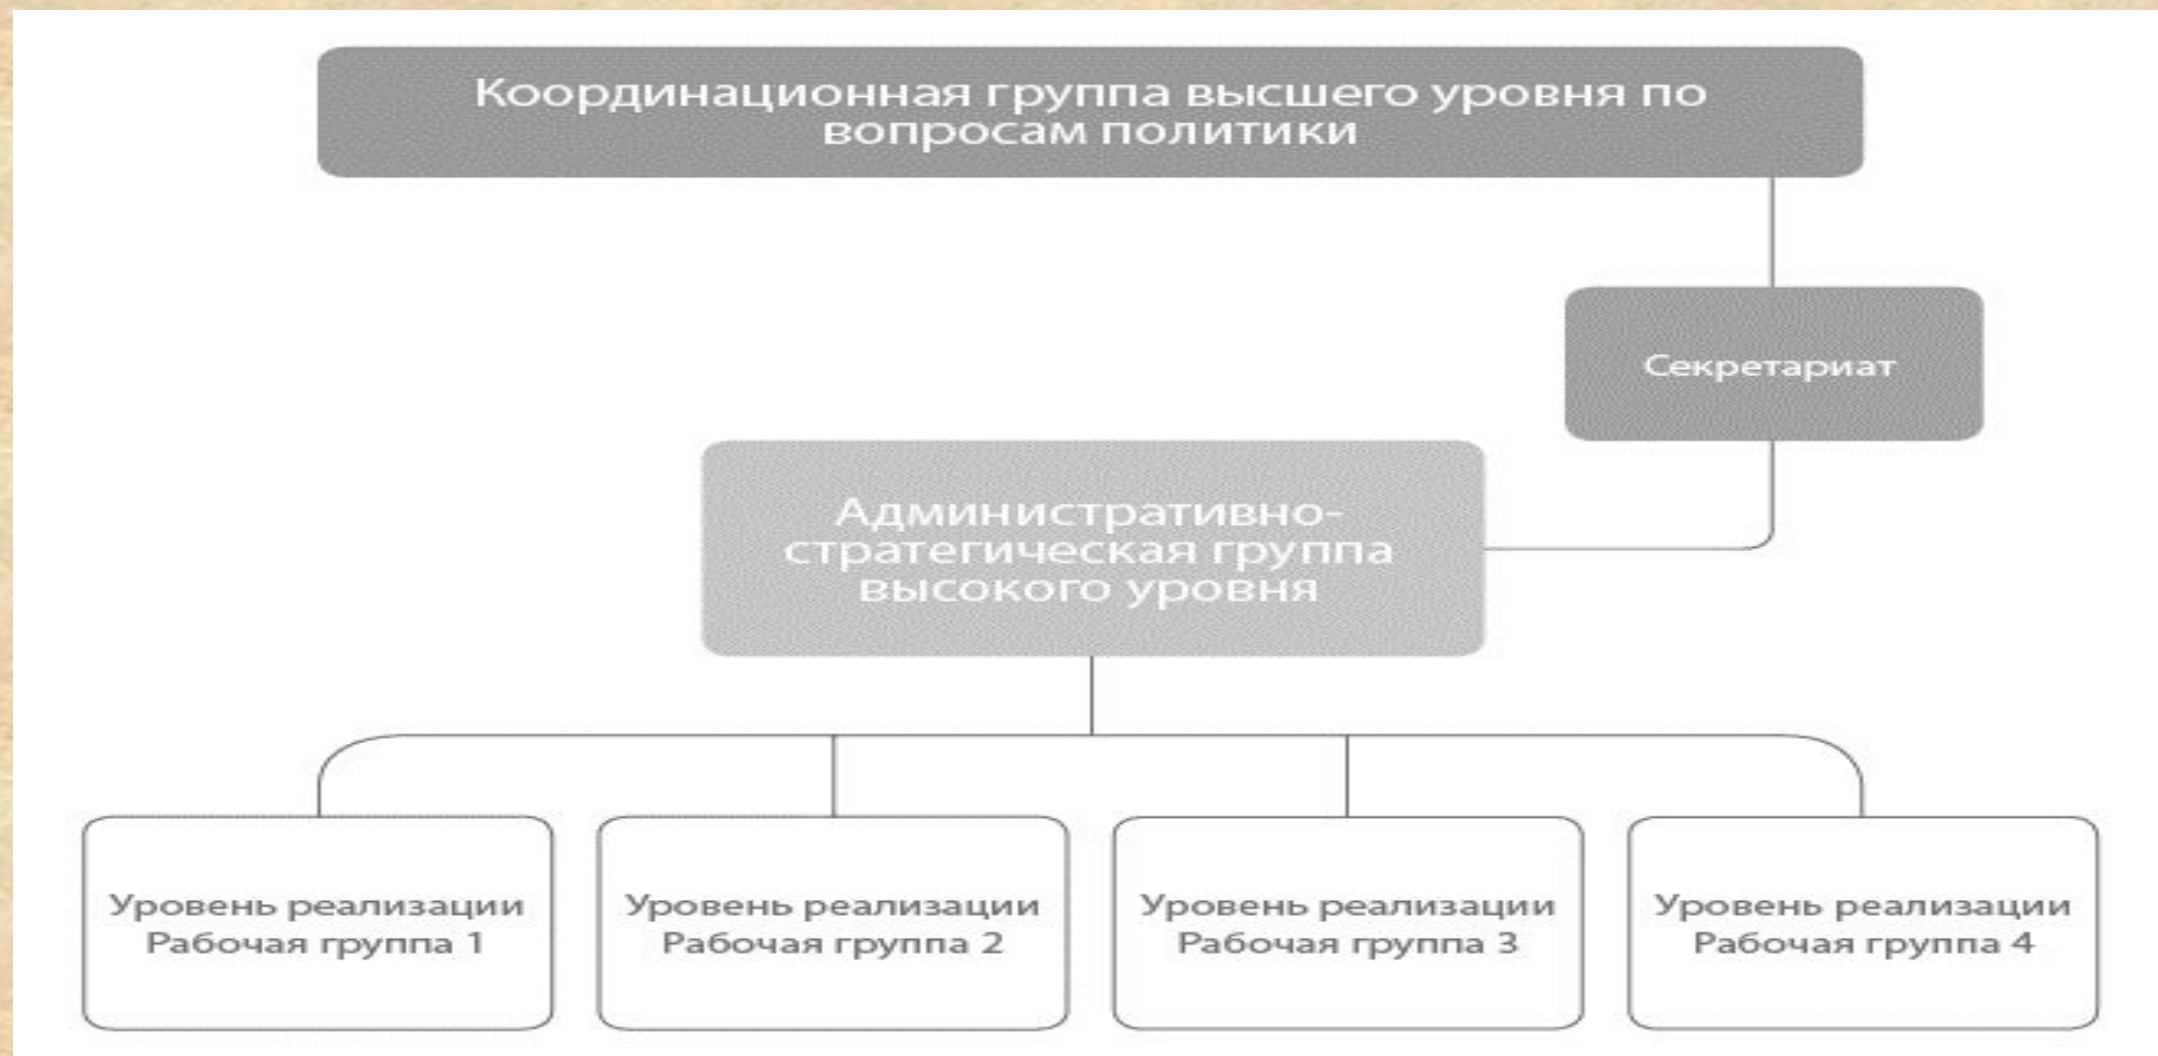 Координационная группа высшего уровня по
вопросам политики
Секретариат
Административно-
стратегическая группа
высокого уровня
Уровень реализации
Рабочая группа 1
Уровень реализации
Рабочая группа 2
Уровень реализации
Рабочая группа 3
Уровень реализации
Рабочая группа 4